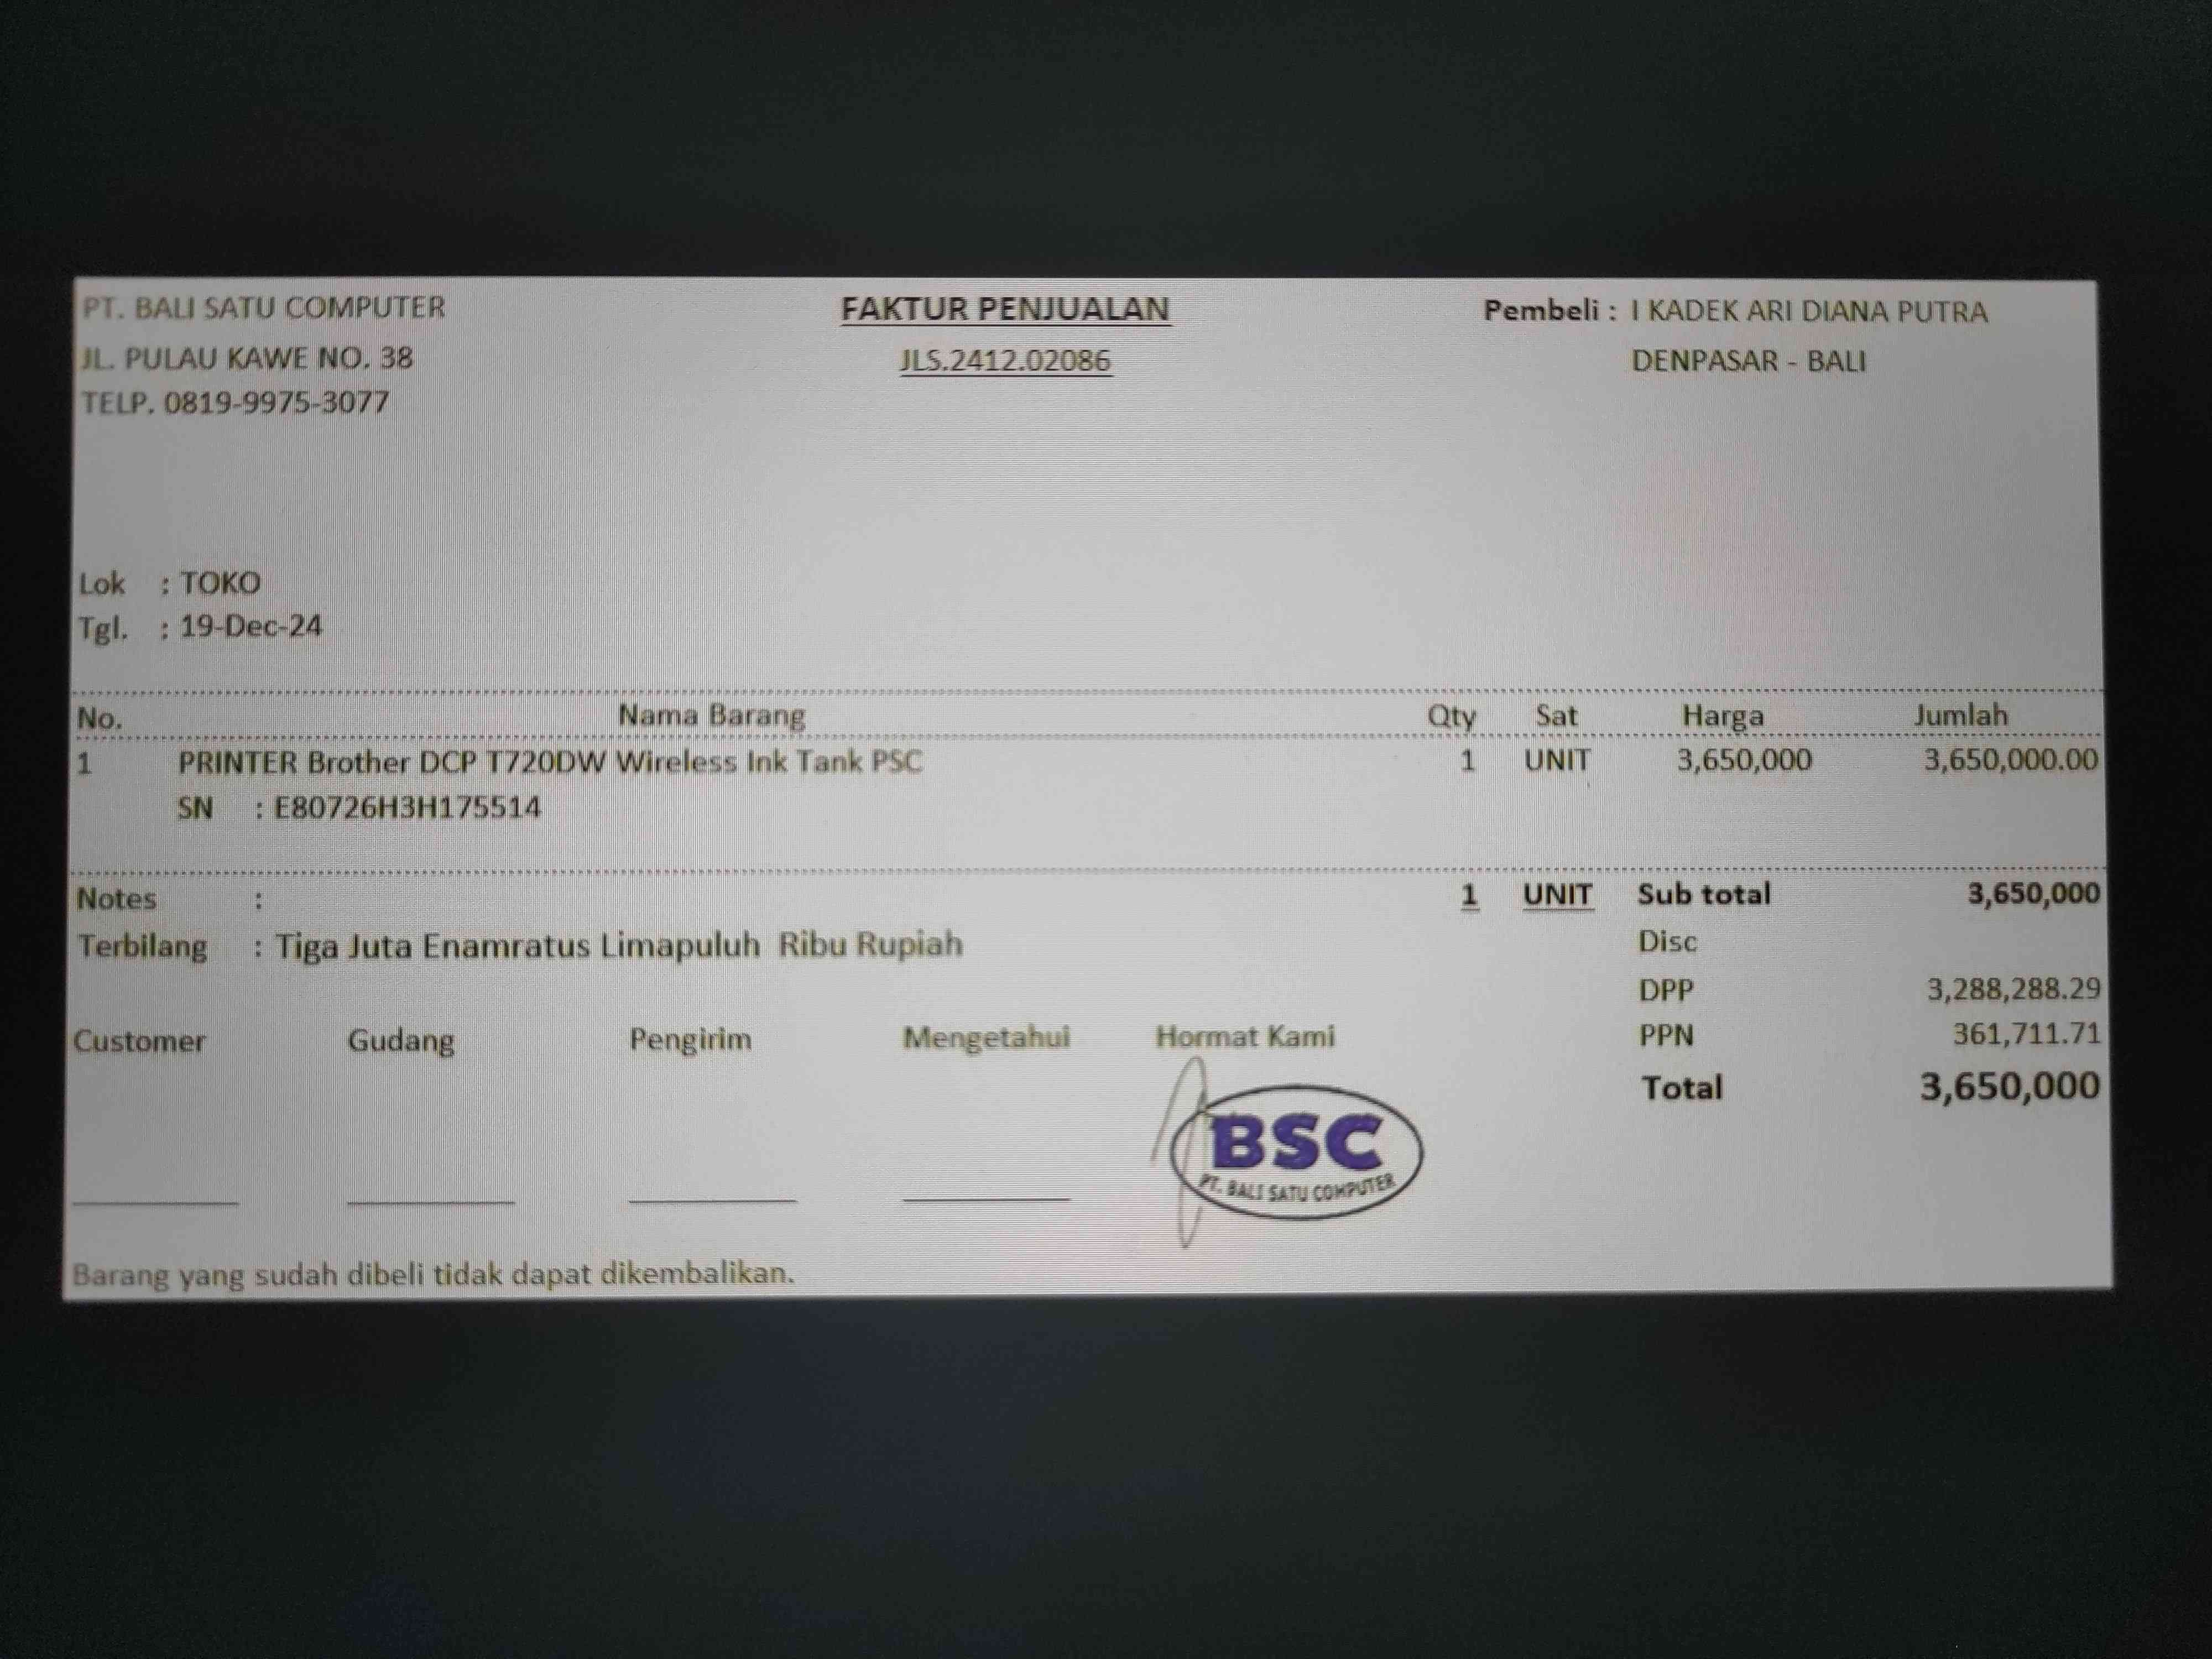 PT. BALI SATU COMPUTER
JL. PULAU KAWE NO. 38
TELP. 0819-9975-3077
FAKTUR PENJUALAN
JLS.2412.02086
Pembeli : I KADEK ARI DIANA PUTRA
DENPASAR - BALI
Lok : TOKO
Tgl. : 19-Dec-24
No. Nama Barang Qty Sat Harga Jumlah
1 PRINTER Brother DCP T720DW Wireless Ink Tank PSC 1 UNIT 3,650,000 3,650,000.00
SN : E80726H3H175514
Notes : 1 UNIT Sub total 3,650,000
Terbilang : Tiga Juta Enamratus Limapuluh Ribu Rupiah
Disc
DPP 3,288,288.29
PPN 361,711.71
Total 3,650,000
Customer Gudang Pengirim Mengetahui Hormat Kami
BSC
PT. BALI SATU COMPUTER
Barang yang sudah dibeli tidak dapat dikembalikan.